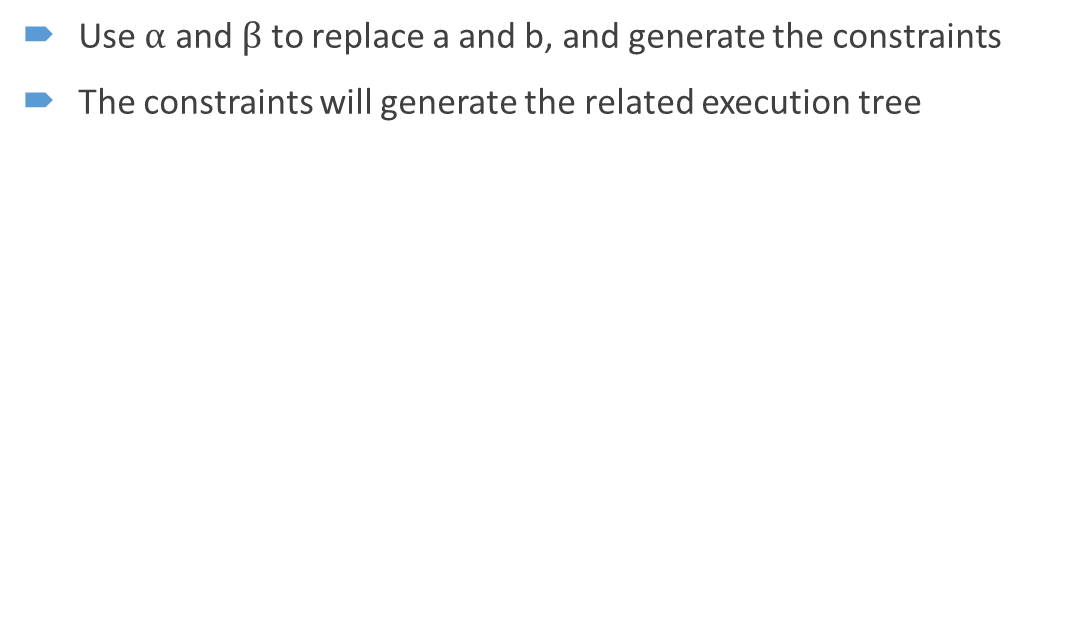 Use α and β to replace a and b, and generate the constraints
The constraints will generate the related execution tree